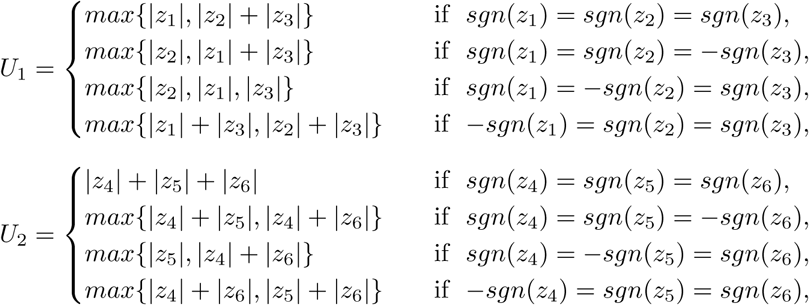 U_1 = { max{|z_1|, |z_2| + |z_3|} if sgn(z_1) = sgn(z_2) = sgn(z_3),
max{|z_2|, |z_1| + |z_3|} if sgn(z_1) = sgn(z_2) = −sgn(z_3),
max{|z_2|, |z_1|, |z_3|} if sgn(z_1) = −sgn(z_2) = sgn(z_3),
max{|z_1| + |z_3|, |z_2| + |z_3|} if −sgn(z_1) = sgn(z_2) = sgn(z_3),
U_2 = { |z_4| + |z_5| + |z_6| if sgn(z_4) = sgn(z_5) = sgn(z_6),
max{|z_4| + |z_5|, |z_4| + |z_6|} if sgn(z_4) = sgn(z_5) = −sgn(z_6),
max{|z_5|, |z_4| + |z_6|} if sgn(z_4) = −sgn(z_5) = sgn(z_6),
max{|z_4| + |z_6|, |z_5| + |z_6|} if −sgn(z_4) = sgn(z_5) = sgn(z_6),